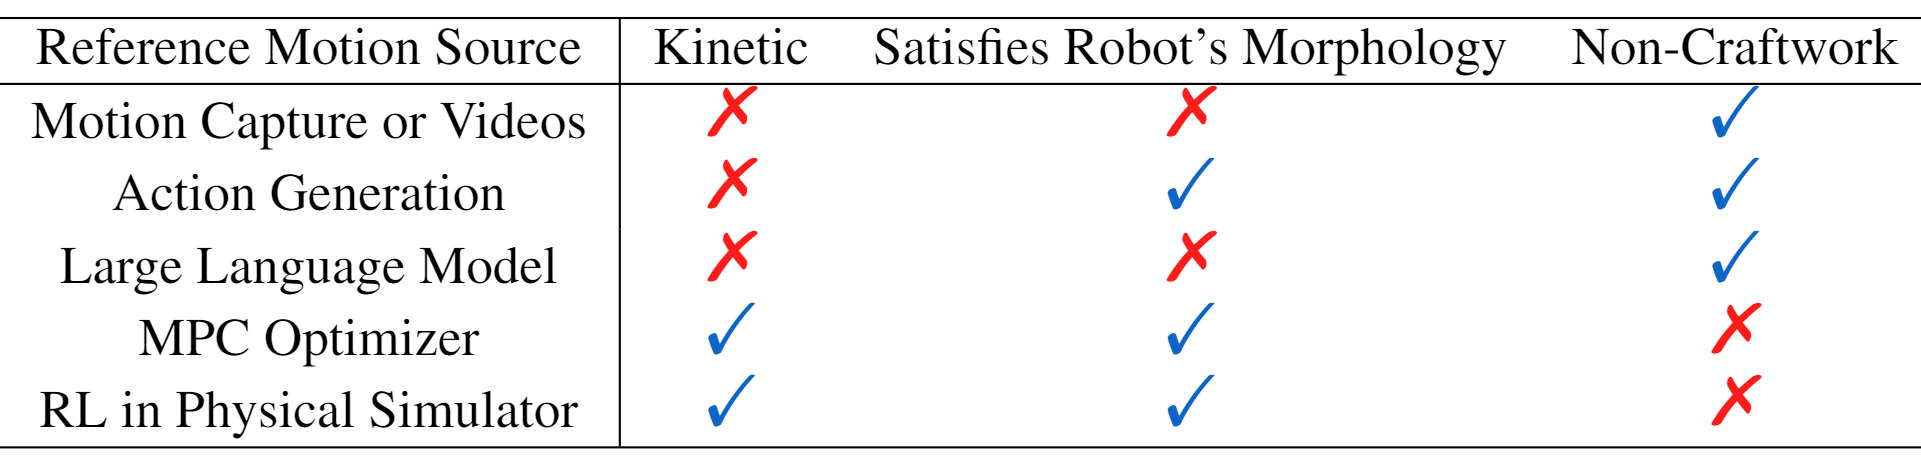 Reference Motion Source Kinetic Satisfies Robot's Morphology Non-Craftwork
Motion Capture or Videos ✗ ✗ ✓
Action Generation ✗ ✓ ✓
Large Language Model ✗ ✗ ✓
MPC Optimizer ✓ ✓ ✗
RL in Physical Simulator ✓ ✓ ✗